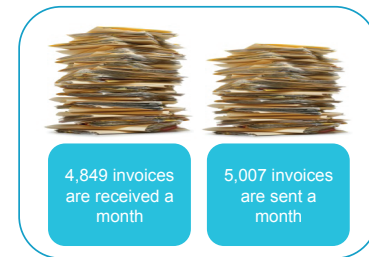 4,849 invoices
are received a
month
5,007 invoices
are sent a
month